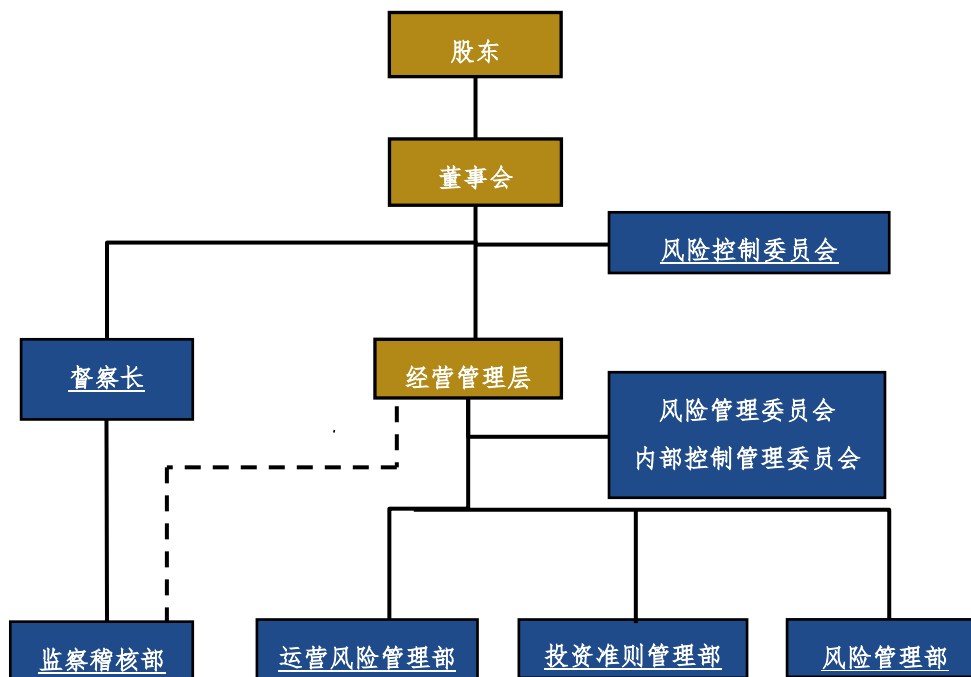 股东
董事会
风险控制委员会
督察长
经营管理层
风险管理委员会
内部控制管理委员会
监察稽核部
运营风险管理部
投资准则管理部
风险管理部